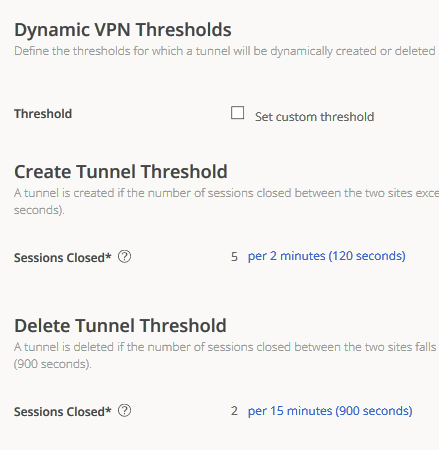 Dynamic VPN Thresholds
Define the thresholds for which a tunnel will be dynamically created or deleted
Threshold
Set custom threshold
Create Tunnel Threshold
A tunnel is created if the number of sessions closed between the two sites exce
seconds).
Sessions Closed* ?
5 per 2 minutes (120 seconds)
Delete Tunnel Threshold
A tunnel is deleted if the number of sessions closed between the two sites falls
(900 seconds).
Sessions Closed* ?
2 per 15 minutes (900 seconds)